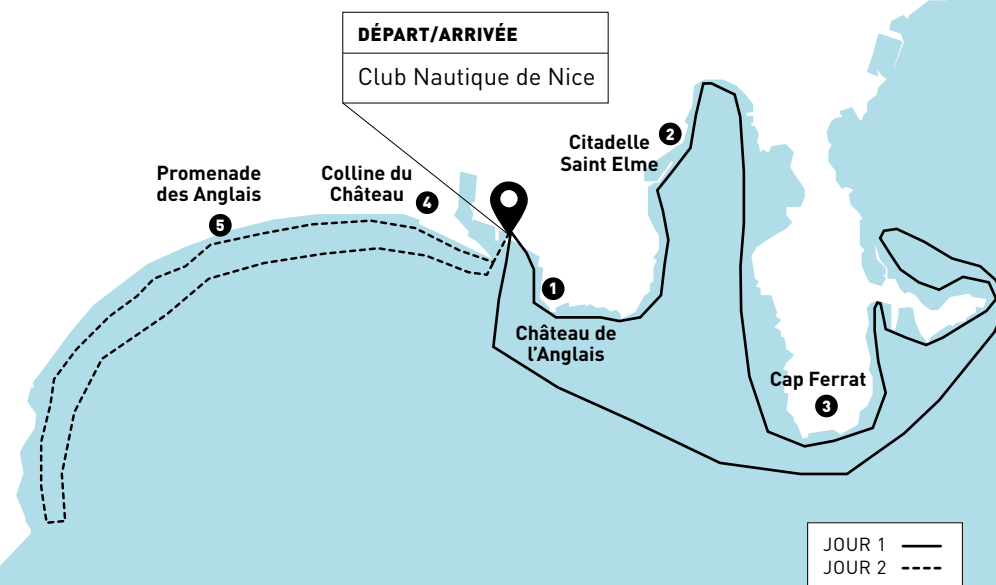 DÉPART/ARRIVÉE
Club Nautique de Nice
Citadelle
Saint Elme
2
Promenade
des Anglais
5
Colline du
Château
4
1
Château de
l'Anglais
Cap Ferrat
3
JOUR 1
JOUR 2